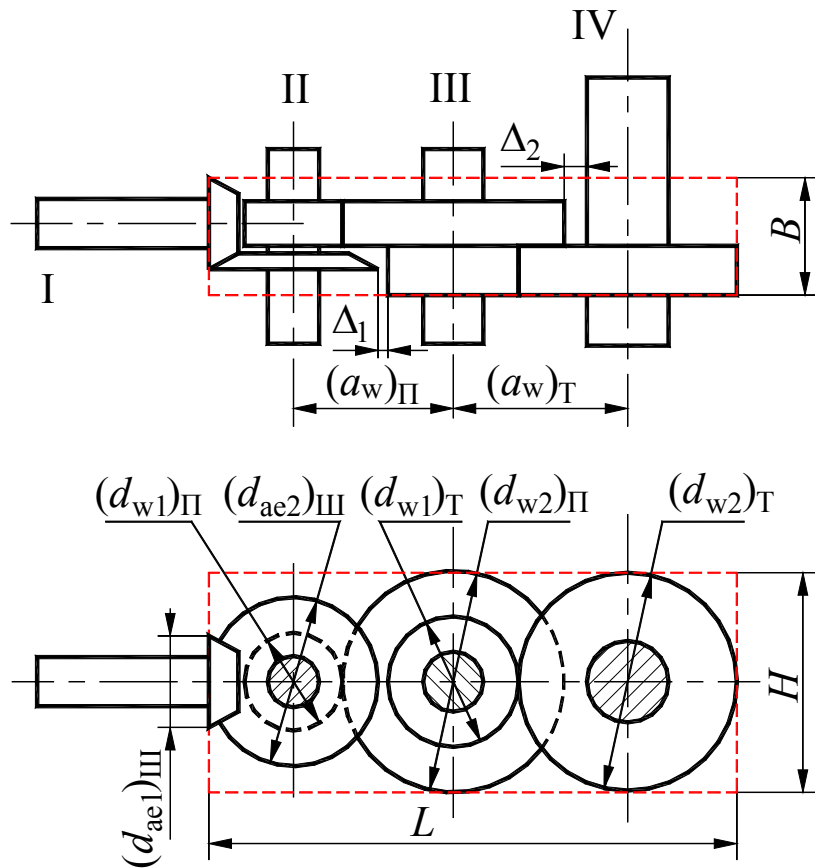 IV
II
III
Δ2
B
I
Δ1
(aw)П
(aw)Т
(dw1)П
(dae2)Ш
(dw1)Т
(dw2)П
(dw2)Т
H
(dae1)Ш
L